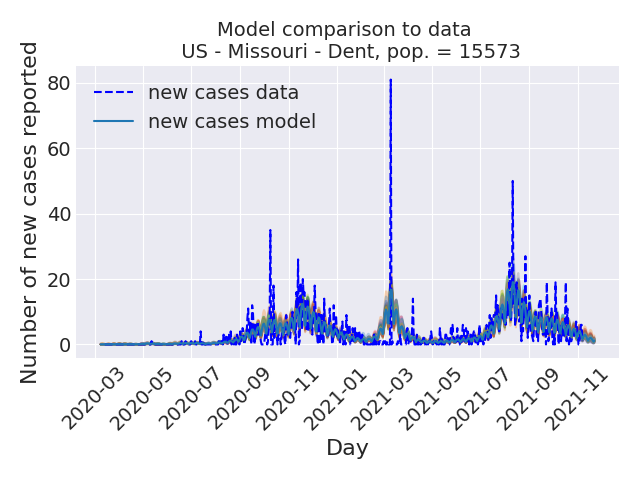 Model comparison to data
US - Missouri - Dent, pop. = 15573
Number of new cases reported
80
60
40
20
0
new cases data
new cases model
2020-03
2020-05
2020-07
2020-09
2020-11
2021-01
2021-03
2021-05
2021-07
2021-09
2021-11
Day